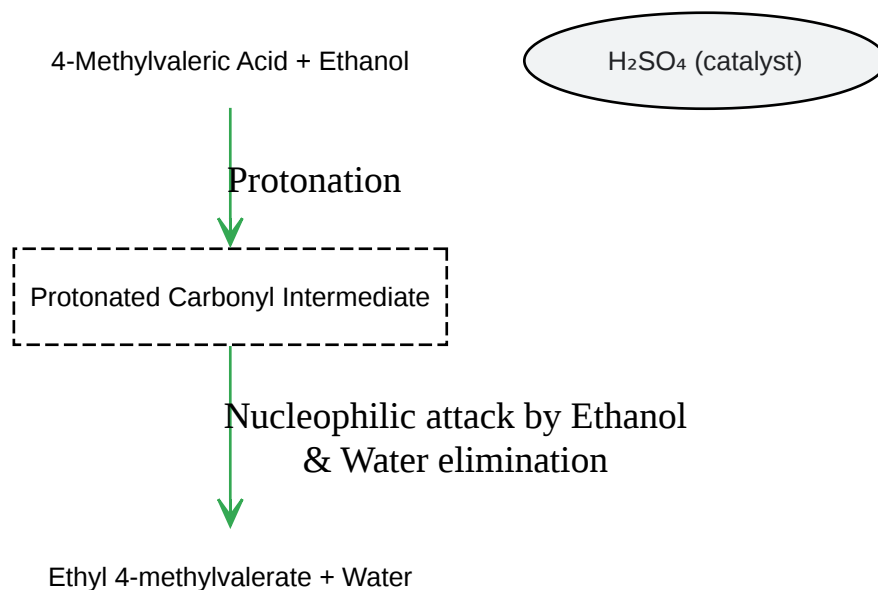 4-Methylvaleric Acid + Ethanol
H₂SO₄ (catalyst)
Protonation
Protonated Carbonyl Intermediate
Nucleophilic attack by Ethanol
& Water elimination
Ethyl 4-methylvalerate + Water